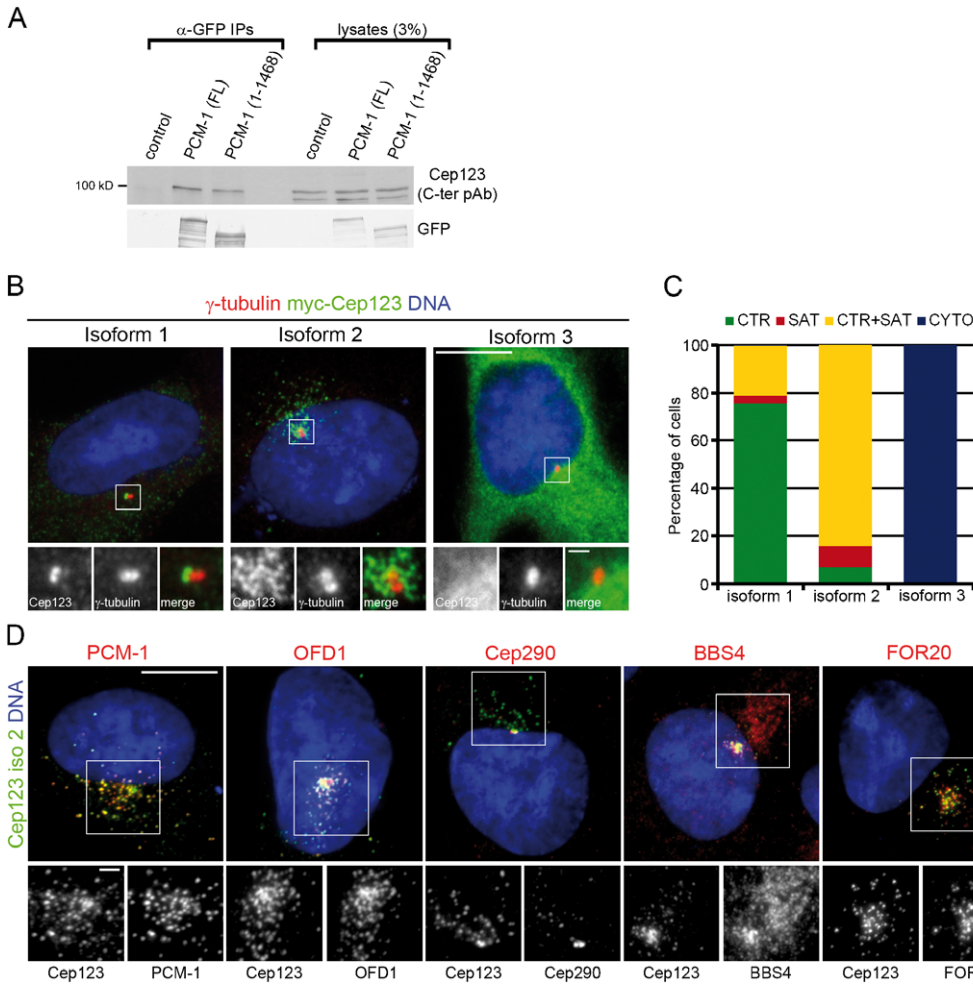 A
α-GFP IPs
lysates (3%)
control
PCM-1 (FL)
PCM-1 (1-1468)
control
PCM-1 (FL)
PCM-1 (1-1468)
100 kD
Cep123
(C-ter pAb)
GFP
B
γ-tubulin myc-Cep123 DNA
Isoform 1
Isoform 2
Isoform 3
Cep123
γ-tubulin
merge
Cep123
γ-tubulin
merge
Cep123
γ-tubulin
merge
C
CTR SAT CTR+SAT CYTO
Percentage of cells
100
80
60
40
20
0
isoform 1
isoform 2
isoform 3
D
Cep123 iso 2 DNA
PCM-1
OFD1
Cep290
BBS4
FOR20
Cep123
PCM-1
Cep123
OFD1
Cep123
Cep290
Cep123
BBS4
Cep123
FOR